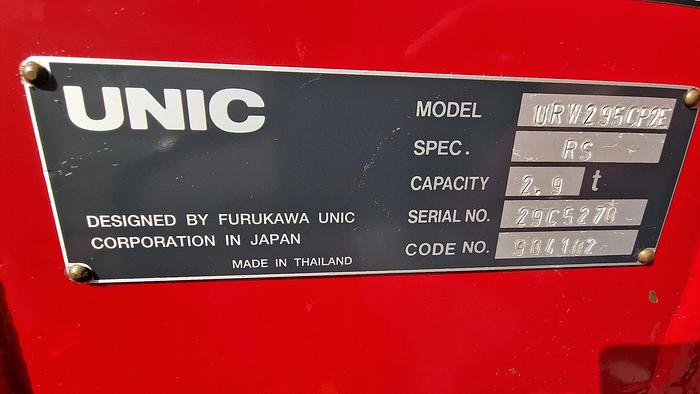 UNIC
MODEL URW295CP2E
SPEC. RS
CAPACITY 2.9 t
SERIAL NO. 29C5270
CODE NO. 904102
DESIGNED BY FURUKAWA UNIC
CORPORATION IN JAPAN
MADE IN THAILAND